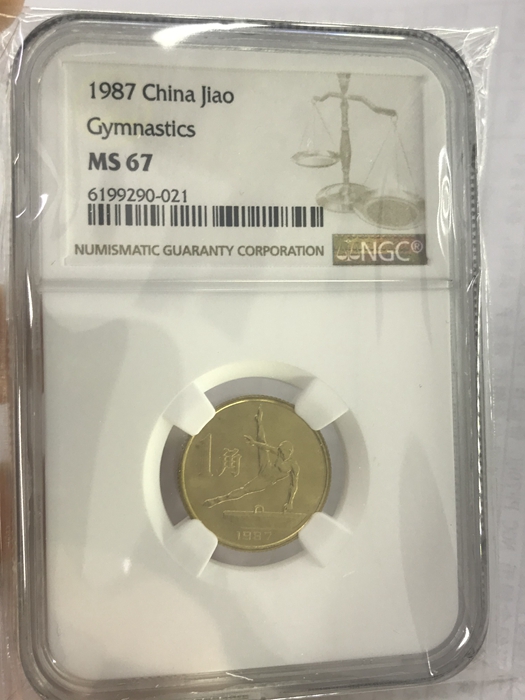 1987 China Jiao
Gymnastics
MS 67
6199290-021
NUMISMATIC GUARANTY CORPORATION
NGC®
1角
1987